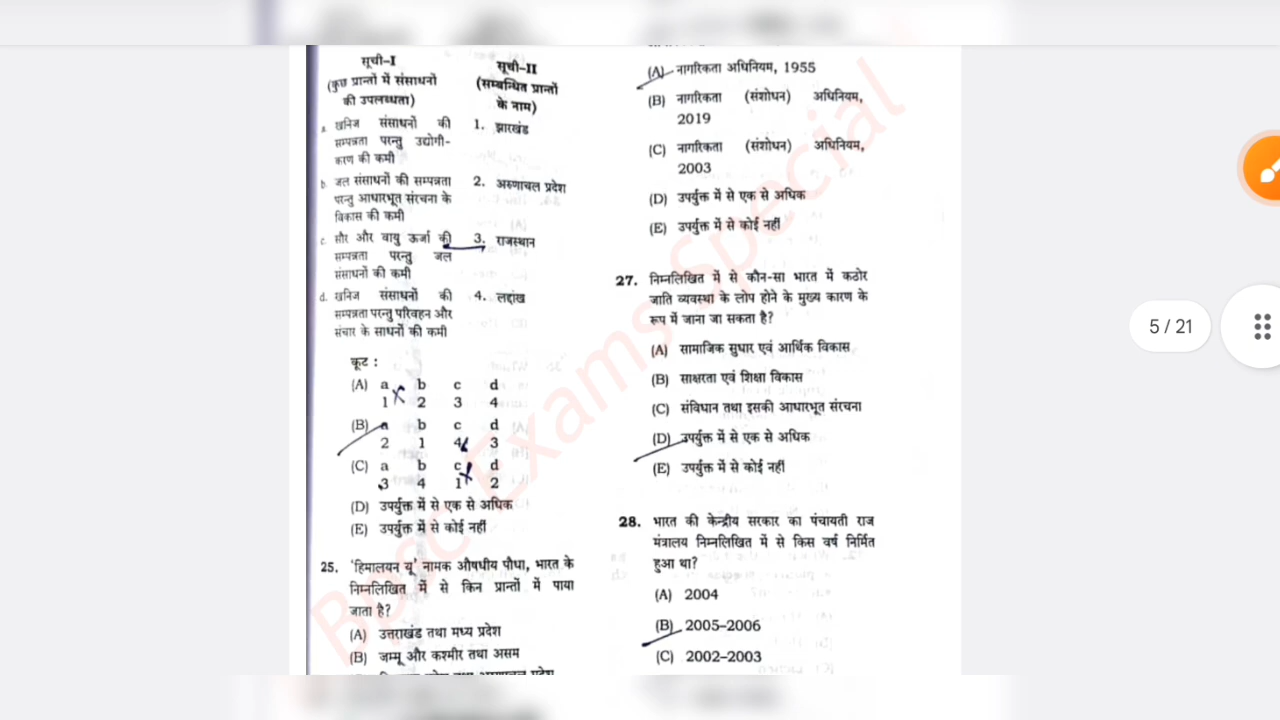 सूची-I
(कुछ प्रान्तों में संसाधनों
की उपलब्धता)
सूची-II
(सम्बन्धित प्रान्तों
के नाम)
a. खनिज संसाधनों की
सम्पन्नता परन्तु उद्योगी-
करण की कमी
1. झारखंड
b. जल संसाधनों की सम्पन्नता
परन्तु आधारभूत संरचना के
विकास की कमी
2. अरुणाचल प्रदेश
c. सौर और वायु ऊर्जा की
सम्पन्नता परन्तु जल
संसाधनों की कमी
3. राजस्थान
d. खनिज संसाधनों की
सम्पन्नता परन्तु परिवहन और
संचार के साधनों की कमी
4. लद्दाख
कूट :
(A) a b c d
1 2 3 4
(B) a b c d
2 1 4 3
(C) a b c d
3 4 1 2
(D) उपर्युक्त में से एक से अधिक
(E) उपर्युक्त में से कोई नहीं
25. 'हिमालयन यू' नामक औषधीय पौधा, भारत के
निम्नलिखित में से किन प्रान्तों में पाया
जाता है?
(A) उत्तराखंड तथा मध्य प्रदेश
(B) जम्मू और कश्मीर तथा असम
(A) नागरिकता अधिनियम, 1955
(B) नागरिकता (संशोधन) अधिनियम,
2019
(C) नागरिकता (संशोधन) अधिनियम,
2003
(D) उपर्युक्त में से एक से अधिक
(E) उपर्युक्त में से कोई नहीं
27. निम्नलिखित में से कौन-सा भारत में कठोर
जाति व्यवस्था के लोप होने के मुख्य कारण के
रूप में जाना जा सकता है?
(A) सामाजिक सुधार एवं आर्थिक विकास
(B) साक्षरता एवं शिक्षा विकास
(C) संविधान तथा इसकी आधारभूत संरचना
(D) उपर्युक्त में से एक से अधिक
(E) उपर्युक्त में से कोई नहीं
28. भारत की केन्द्रीय सरकार का पंचायती राज
मंत्रालय निम्नलिखित में से किस वर्ष निर्मित
हुआ था?
(A) 2004
(B) 2005–2006
(C) 2002–2003
Bpsc Exams Special
5 / 21